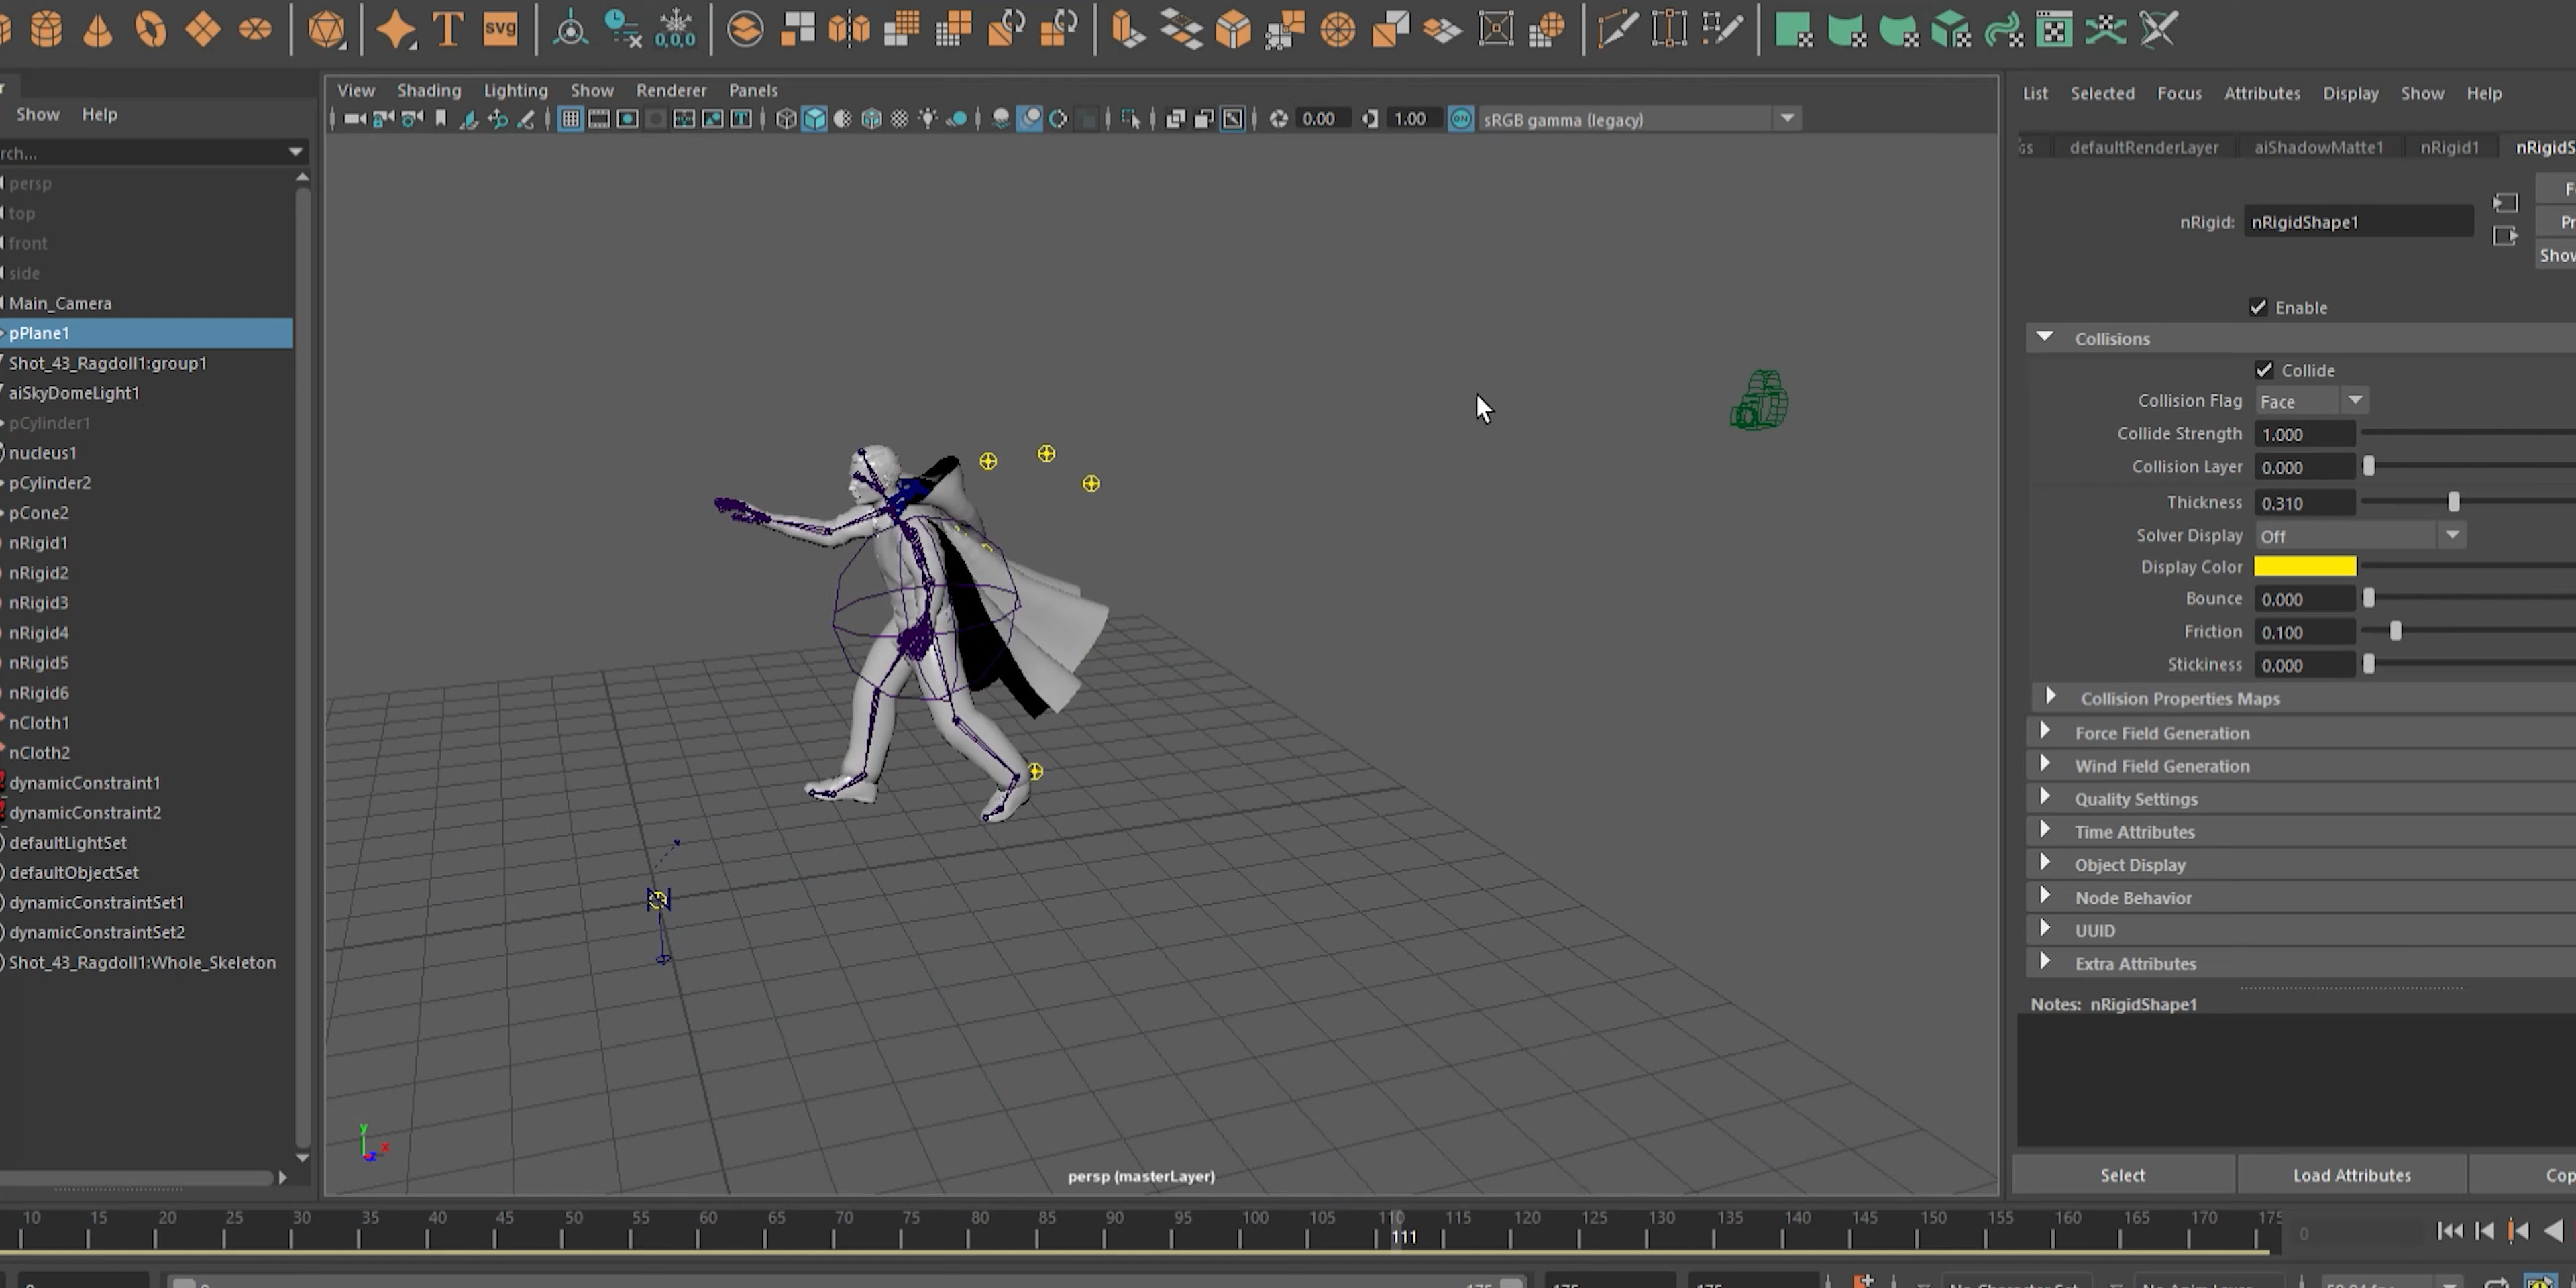 T svg 0,0,0
View Shading Lighting Show Renderer Panels
List Selected Focus Attributes Display Show Help
Show Help
0.00 1.00 ON sRGB gamma (legacy)
defaultRenderLayer aiShadowMatte1 nRigid1
nRigid: nRigidShape1
persp
top
front
side
Main_Camera
pPlane1
Shot_43_Ragdoll1:group1
aiSkyDomeLight1
pCylinder1
nucleus1
pCylinder2
pCone2
nRigid1
nRigid2
nRigid3
nRigid4
nRigid5
nRigid6
nCloth1
nCloth2
dynamicConstraint1
dynamicConstraint2
defaultLightSet
defaultObjectSet
dynamicConstraintSet1
dynamicConstraintSet2
Shot_43_Ragdoll1:Whole_Skeleton
N
y
x
z
persp (masterLayer)
Enable
Collisions
Collide
Collision Flag Face
Collide Strength 1.000
Collision Layer 0.000
Thickness 0.310
Solver Display Off
Display Color
Bounce 0.000
Friction 0.100
Stickiness 0.000
Collision Properties Maps
Force Field Generation
Wind Field Generation
Quality Settings
Time Attributes
Object Display
Node Behavior
UUID
Extra Attributes
Notes: nRigidShape1
Select Load Attributes
10 15 20 25 30 35 40 45 50 55 60 65 70 75 80 85 90 95 100 105 110 115 120 125 130 135 140 145 150 155 160 165 170 175
111
0